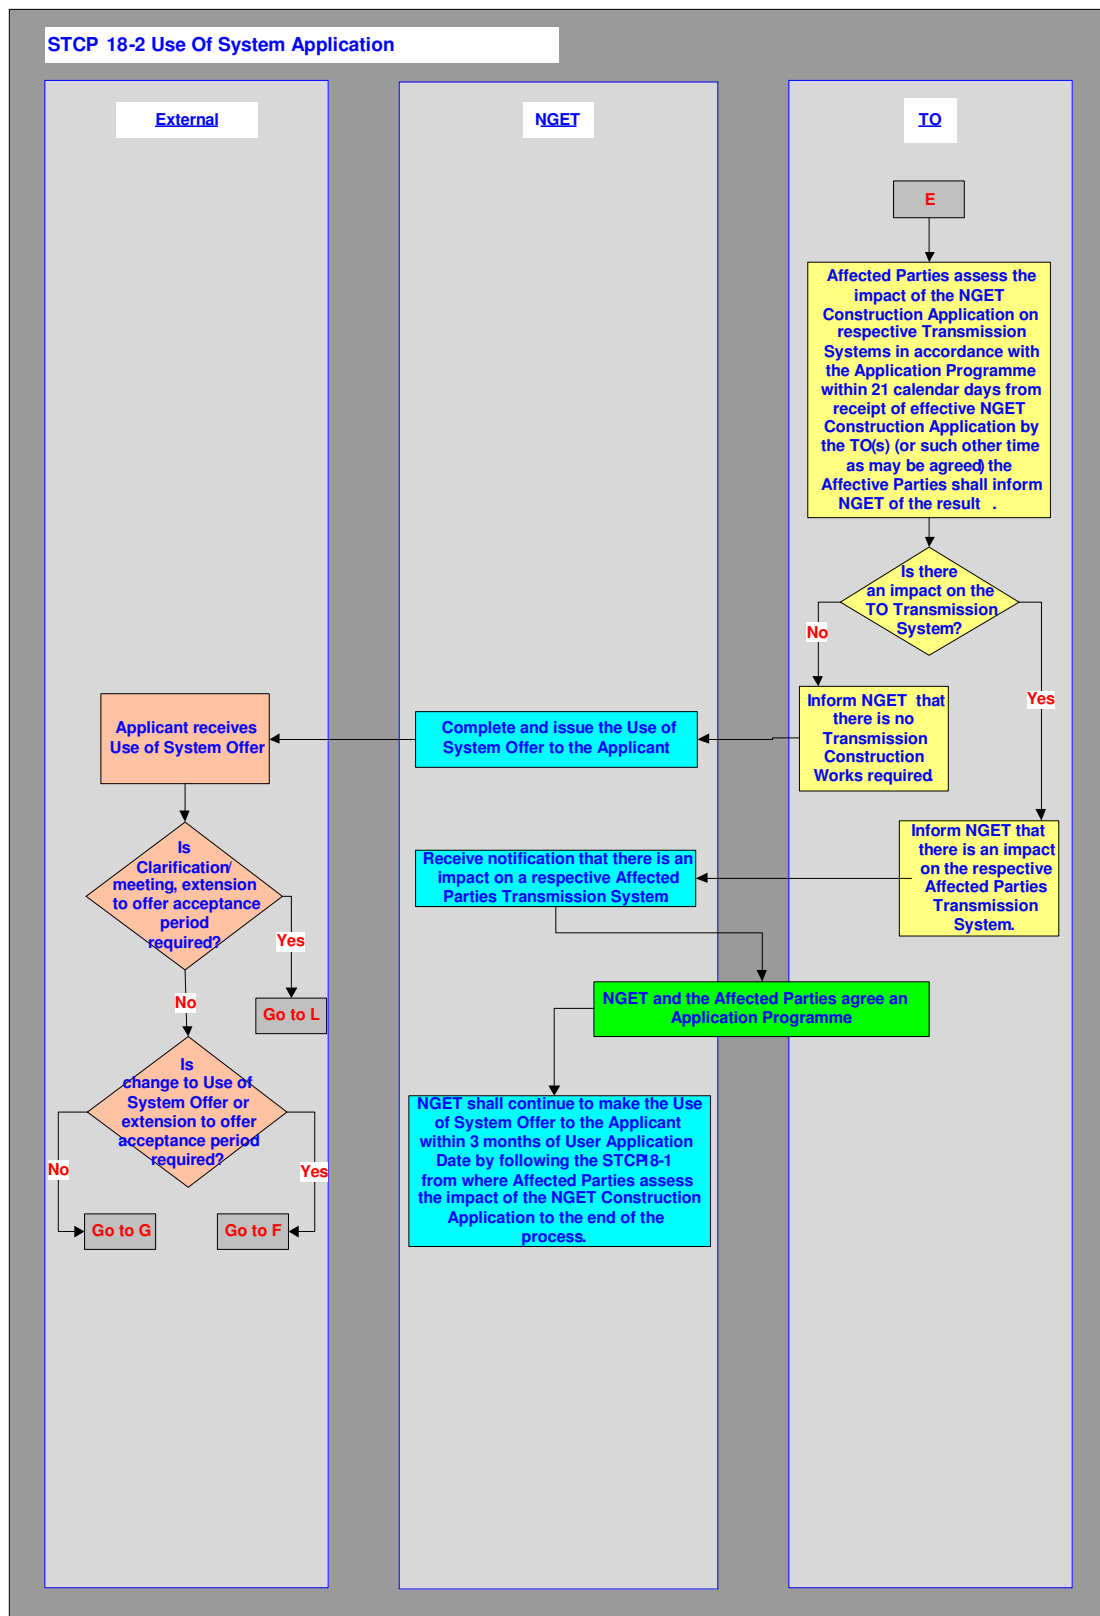 STCP 18-2 Use Of System Application
External
NGET
TO
E
Affected Parties assess the
impact of the NGET
Construction Application on
respective Transmission
Systems in accordance with
the Application Programme
within 21 calendar days from
receipt of effective NGET
Construction Application by
the TO(s) (or such other time
as may be agreed) the
Affective Parties shall inform
NGET of the result .
Is there
an impact on the
TO Transmission
System?
No
Yes
Inform NGET that
there is no
Transmission
Construction
Works required.
Complete and issue the Use of
System Offer to the Applicant
Applicant receives
Use of System Offer
Inform NGET that
there is an impact
on the respective
Affected Parties
Transmission
System.
Receive notification that there is an
impact on a respective Affected
Parties Transmission System
Is
Clarification/
meeting, extension
to offer acceptance
period
required?
Yes
No
Go to L
NGET and the Affected Parties agree an
Application Programme
Is
change to Use of
System Offer or
extension to offer
acceptance period
required?
No
Yes
Go to G
Go to F
NGET shall continue to make the Use
of System Offer to the Applicant
within 3 months of User Application
Date by following the STCP18-1
from where Affected Parties assess
the impact of the NGET Construction
Application to the end of the
process.